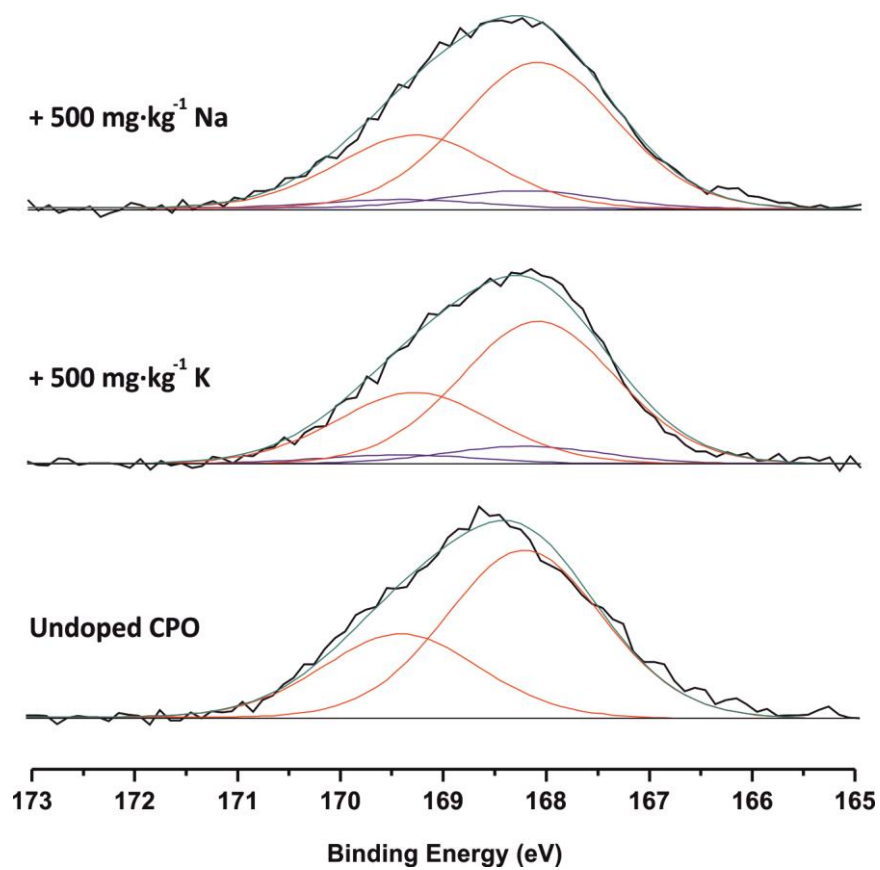 + 500 mg·kg⁻¹ Na
+ 500 mg·kg⁻¹ K
Undoped CPO
173 172 171 170 169 168 167 166 165
Binding Energy (eV)